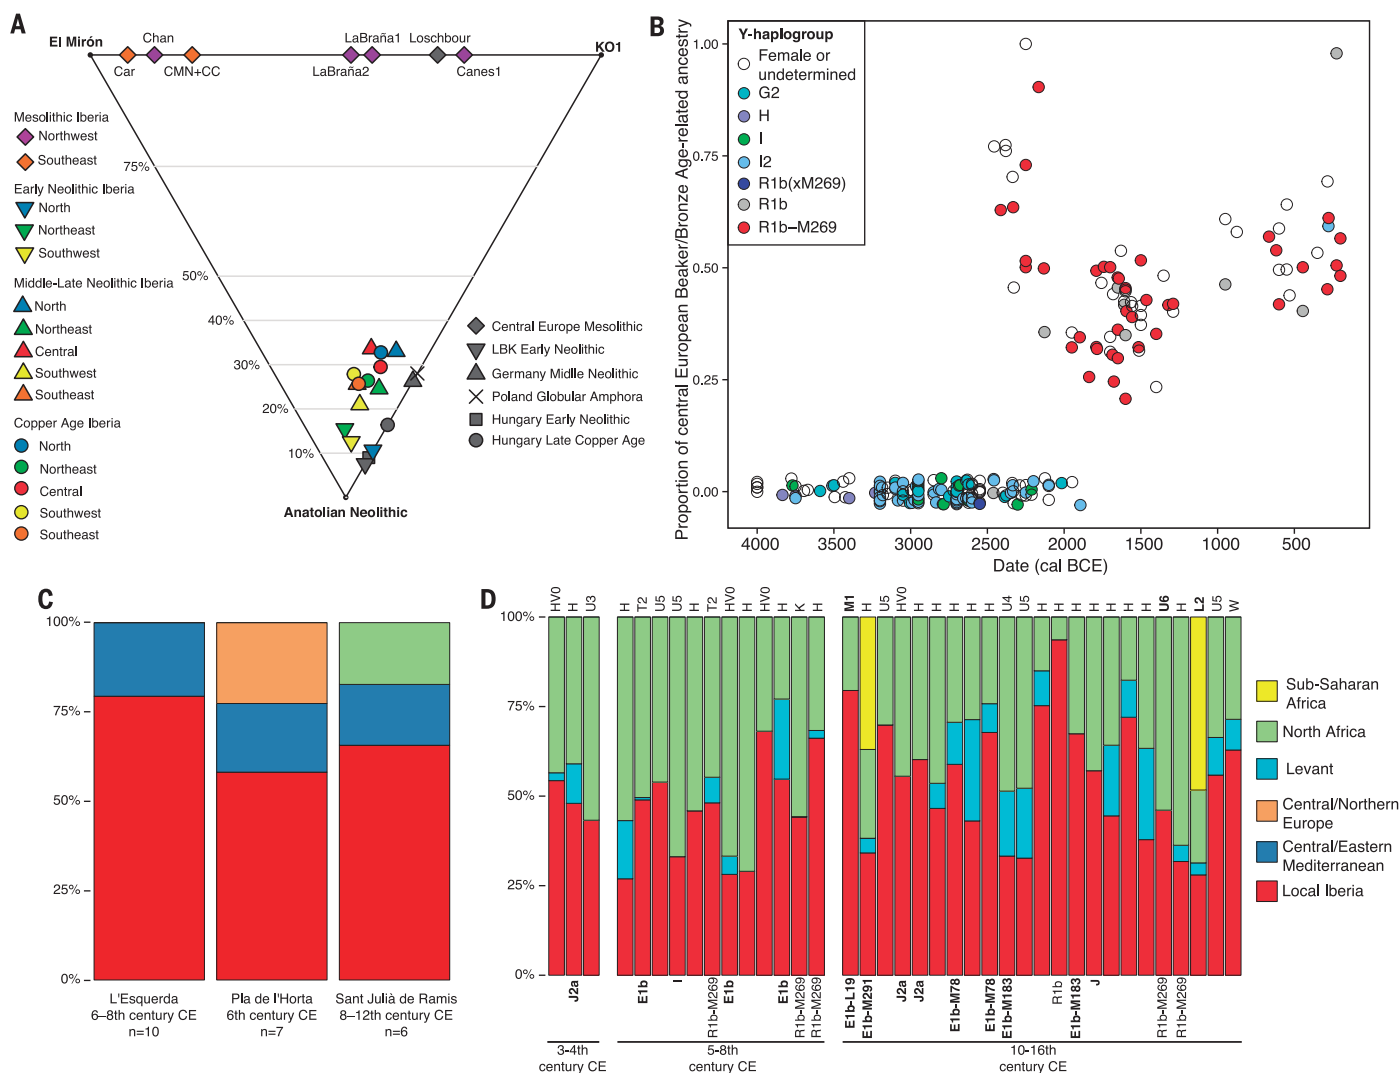 A
El Mirón
Chan
LaBraña1
Loschbour
KO1
Car
CMN+CC
LaBraña2
Canes1
Mesolithic Iberia
Northwest
Southeast
Early Neolithic Iberia
North
Northeast
Southwest
Middle-Late Neolithic Iberia
North
Northeast
Central
Southwest
Southeast
Copper Age Iberia
North
Northeast
Central
Southwest
Southeast
75%
50%
40%
30%
20%
10%
Anatolian Neolithic
Central Europe Mesolithic
LBK Early Neolithic
Germany Midlle Neolithic
Poland Globular Amphora
Hungary Early Neolithic
Hungary Late Copper Age
B
Proportion of central European Beaker/Bronze Age-related ancestry
1.00
0.75
0.50
0.25
0.00
Y-haplogroup
Female or
undetermined
G2
H
I
I2
R1b(xM269)
R1b
R1b-M269
4000 3500 3000 2500 2000 1500 1000 500
Date (cal BCE)
C
100%
75%
50%
25%
0%
L'Esquerda
6-8th century CE
n=10
Pla de l'Horta
6th century CE
n=7
Sant Julià de Ramis
8-12th century CE
n=6
D
HV0 H U3
H T2 U5 U5 H T2 HV0 H HV0 H K H
M1 H U5 HV0 H H H H H U4 U5 H H H H H H H U6 H L2 U5 W
100%
75%
50%
25%
0%
J2a
E1b I R1b-M269 E1b E1b R1b-M269 R1b-M269
E1b-L19 E1b-M291 J2a J2a E1b-M78 E1b-M78 E1b-M183 R1b E1b-M183 J R1b-M269 R1b-M269
3-4th
century CE
5-8th
century CE
10-16th
century CE
Sub-Saharan
Africa
North Africa
Levant
Central/Northern
Europe
Central/Eastern
Mediterranean
Local Iberia